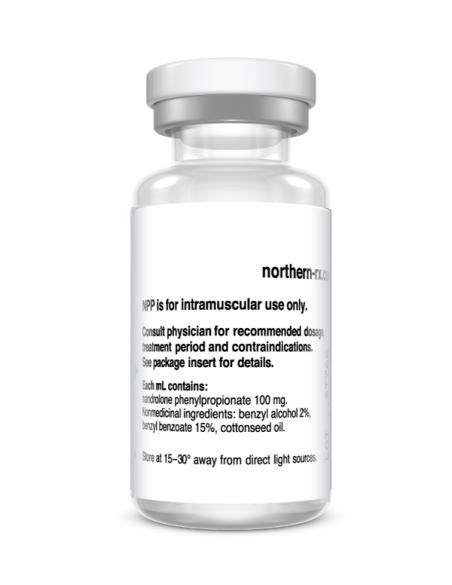 northern-rx.co
NPP is for intramuscular use only.
Consult physician for recommended dosage,
treatment period and contraindications.
See package insert for details.
Each mL contains:
nandrolone phenylpropionate 100 mg.
Nonmedicinal ingredients: benzyl alcohol 2%,
benzyl benzoate 15%, cottonseed oil.
Store at 15–30° away from direct light sources.